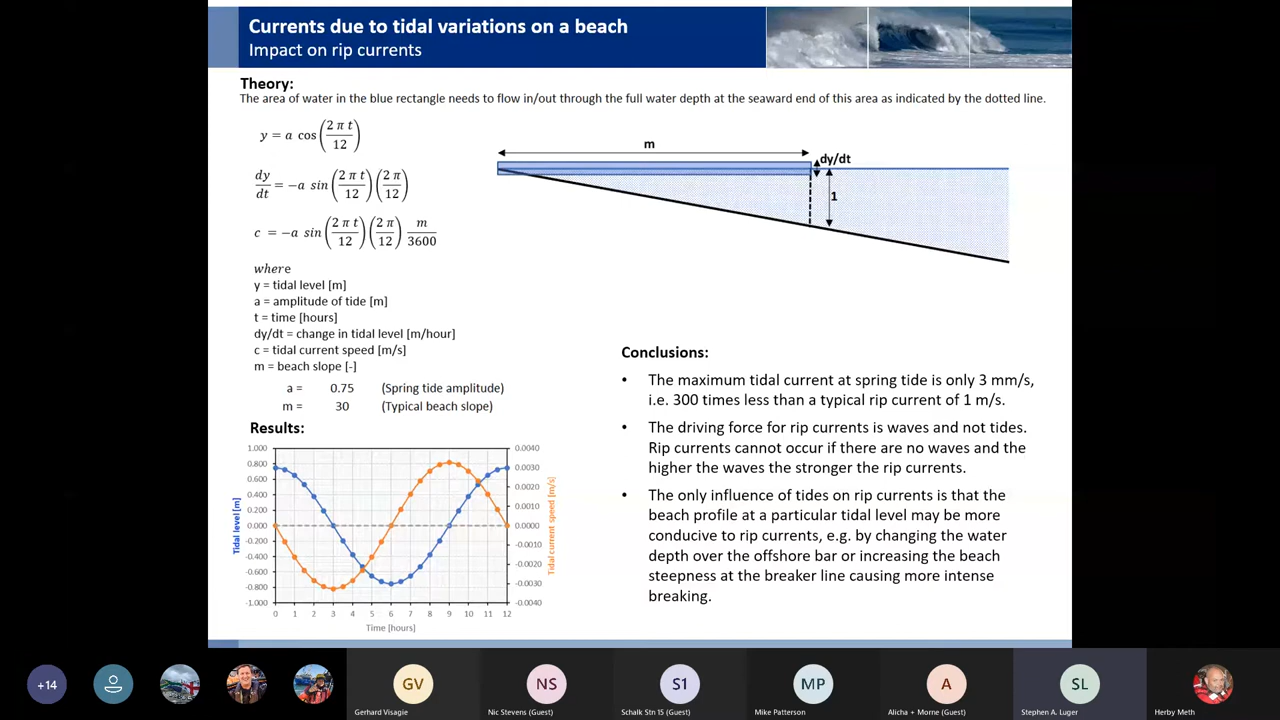 Currents due to tidal variations on a beach
Impact on rip currents
Theory:
The area of water in the blue rectangle needs to flow in/out through the full water depth at the seaward end of this area as indicated by the dotted line.
y = a cos(2 π t / 12)
dy/dt = −a sin(2 π t / 12)(2 π / 12)
c = −a sin(2 π t / 12)(2 π / 12) m / 3600
m
dy/dt
1
where
y = tidal level [m]
a = amplitude of tide [m]
t = time [hours]
dy/dt = change in tidal level [m/hour]
c = tidal current speed [m/s]
m = beach slope [-]
a = 0.75 (Spring tide amplitude)
m = 30 (Typical beach slope)
Results:
1.000
0.800
0.600
0.400
0.200
0.000
-0.200
-0.400
-0.600
-0.800
-1.000
Tidal level [m]
0.0040
0.0030
0.0020
0.0010
0.0000
-0.0010
-0.0020
-0.0030
-0.0040
Tidal current speed [m/s]
0 1 2 3 4 5 6 7 8 9 10 11 12
Time [hours]
Conclusions:
• The maximum tidal current at spring tide is only 3 mm/s,
i.e. 300 times less than a typical rip current of 1 m/s.
• The driving force for rip currents is waves and not tides.
Rip currents cannot occur if there are no waves and the
higher the waves the stronger the rip currents.
• The only influence of tides on rip currents is that the
beach profile at a particular tidal level may be more
conducive to rip currents, e.g. by changing the water
depth over the offshore bar or increasing the beach
steepness at the breaker line causing more intense
breaking.
+14
GV
Gerhard Visagie
NS
Nic Stevens (Guest)
S1
Schalk Stn 15 (Guest)
MP
Mike Patterson
A
Alicha + Morne (Guest)
SL
Stephen A. Luger
Herby Meth